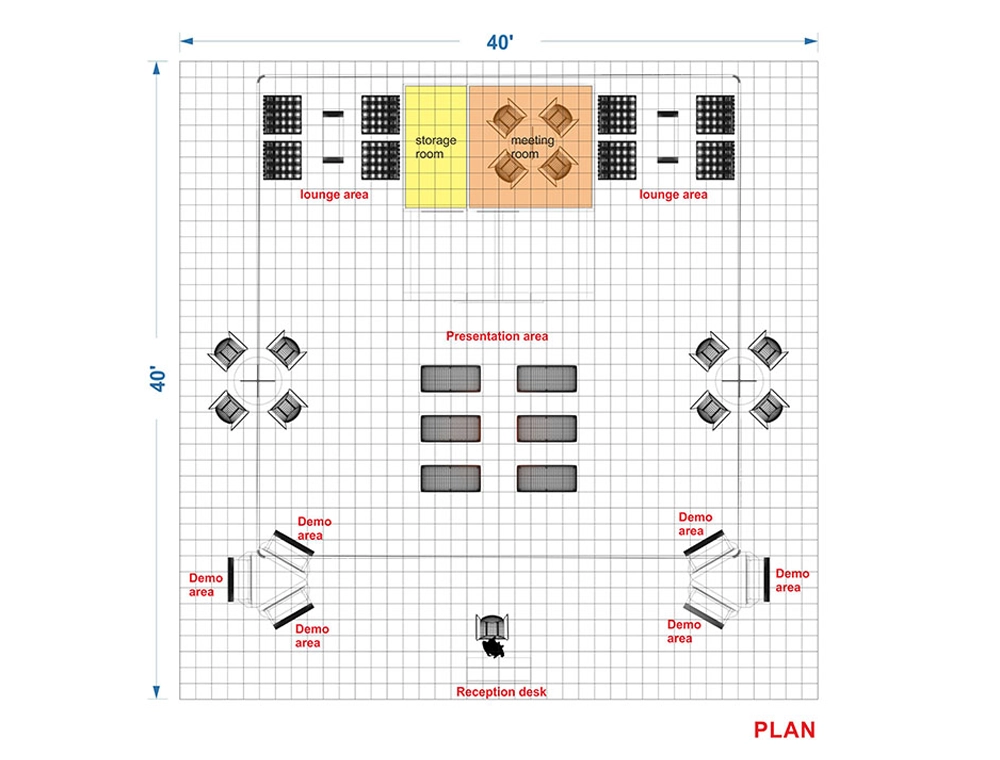 40'
40'
storage
room
meeting
room
lounge area
lounge area
Presentation area
Demo
area
Demo
area
Demo
area
Demo
area
Demo
area
Demo
area
Reception desk
PLAN